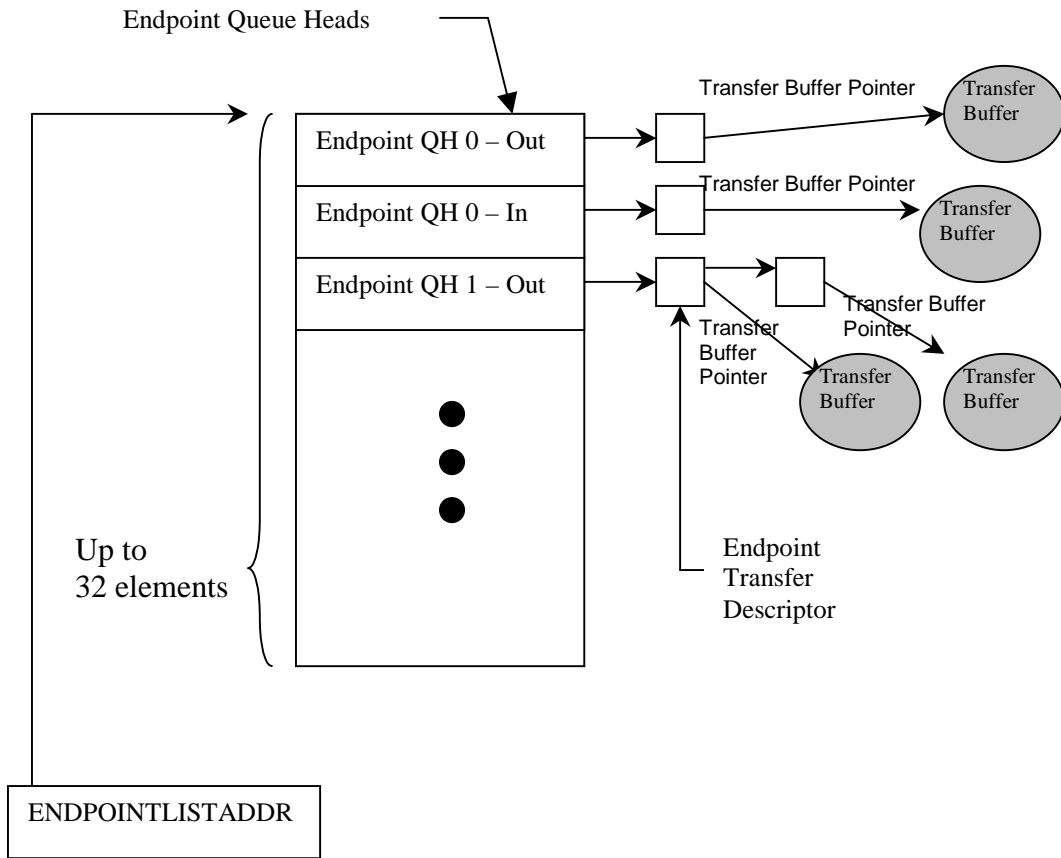 Endpoint Queue Heads
Transfer Buffer Pointer
Transfer
Buffer
Endpoint QH 0 – Out
Transfer Buffer Pointer
Endpoint QH 0 – In
Transfer
Buffer
Endpoint QH 1 – Out
Transfer Buffer
Pointer
Transfer
Buffer
Pointer
Transfer
Buffer
Transfer
Buffer
Up to
32 elements
Endpoint
Transfer
Descriptor
ENDPOINTLISTADDR